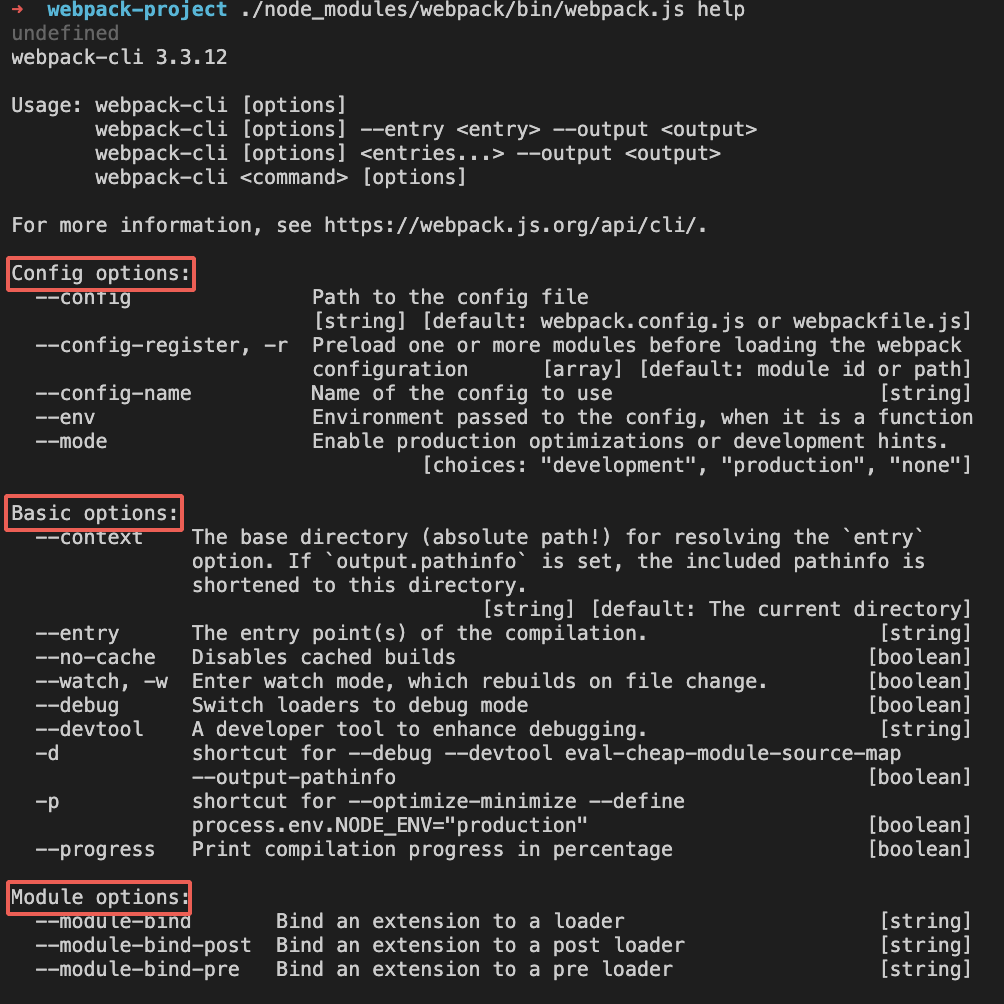 → webpack-project ./node_modules/webpack/bin/webpack.js help
undefined
webpack-cli 3.3.12
Usage: webpack-cli [options]
webpack-cli [options] --entry <entry> --output <output>
webpack-cli [options] <entries...> --output <output>
webpack-cli <command> [options]
For more information, see https://webpack.js.org/api/cli/.
Config options:
--config Path to the config file
[string] [default: webpack.config.js or webpackfile.js]
--config-register, -r Preload one or more modules before loading the webpack
configuration [array] [default: module id or path]
--config-name Name of the config to use [string]
--env Environment passed to the config, when it is a function
--mode Enable production optimizations or development hints.
[choices: "development", "production", "none"]
Basic options:
--context The base directory (absolute path!) for resolving the `entry`
option. If `output.pathinfo` is set, the included pathinfo is
shortened to this directory.
[string] [default: The current directory]
--entry The entry point(s) of the compilation. [string]
--no-cache Disables cached builds [boolean]
--watch, -w Enter watch mode, which rebuilds on file change. [boolean]
--debug Switch loaders to debug mode [boolean]
--devtool A developer tool to enhance debugging. [string]
-d shortcut for --debug --devtool eval-cheap-module-source-map
--output-pathinfo [boolean]
-p shortcut for --optimize-minimize --define
process.env.NODE_ENV="production" [boolean]
--progress Print compilation progress in percentage [boolean]
Module options:
--module-bind Bind an extension to a loader [string]
--module-bind-post Bind an extension to a post loader [string]
--module-bind-pre Bind an extension to a pre loader [string]